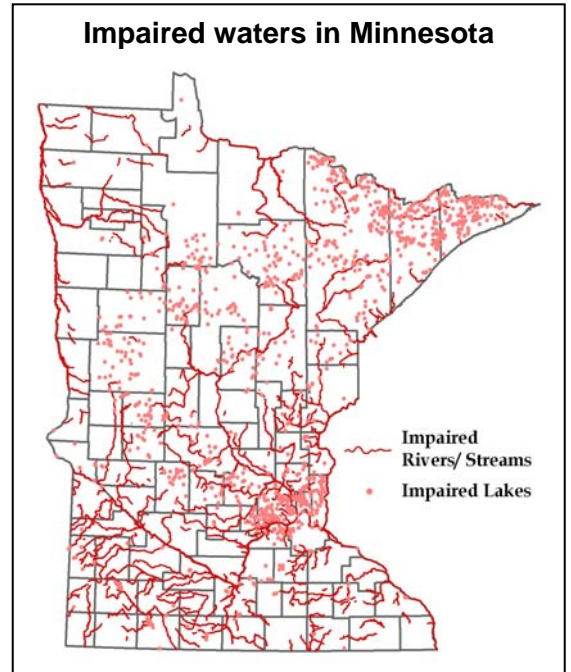 Impaired waters in Minnesota
Impaired
Rivers/ Streams
Impaired Lakes